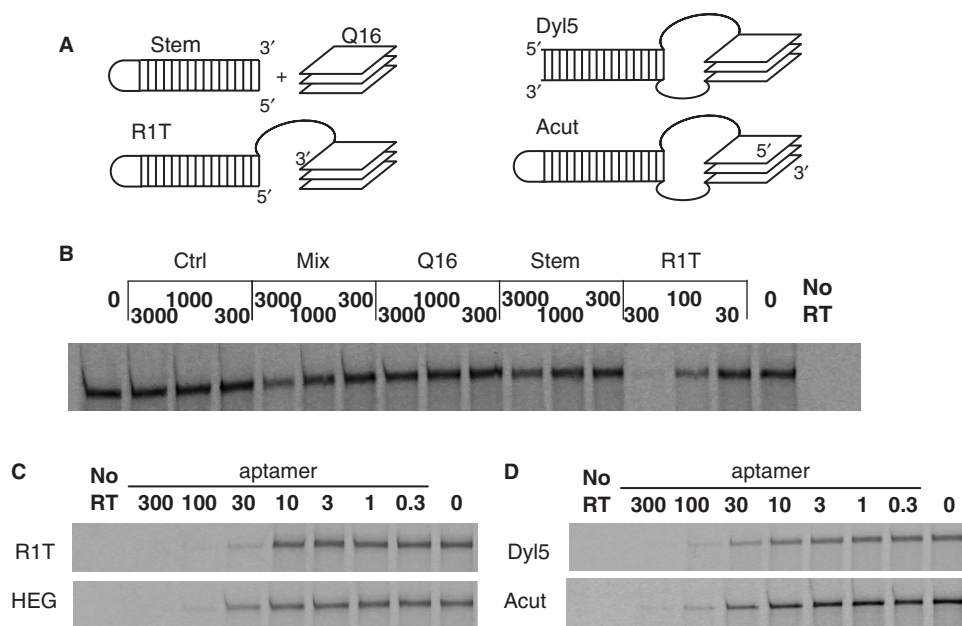 A
Stem
3′
5′
+
Q16
R1T
3′
5′
Dyl5
5′
3′
Acut
5′
3′
B
Ctrl Mix Q16 Stem R1T
0 3000 1000 300 3000 1000 300 3000 1000 300 3000 1000 300 300 100 30 0 No RT
C
No RT
aptamer
300 100 30 10 3 1 0.3 0
R1T
HEG
D
No RT
aptamer
300 100 30 10 3 1 0.3 0
Dyl5
Acut